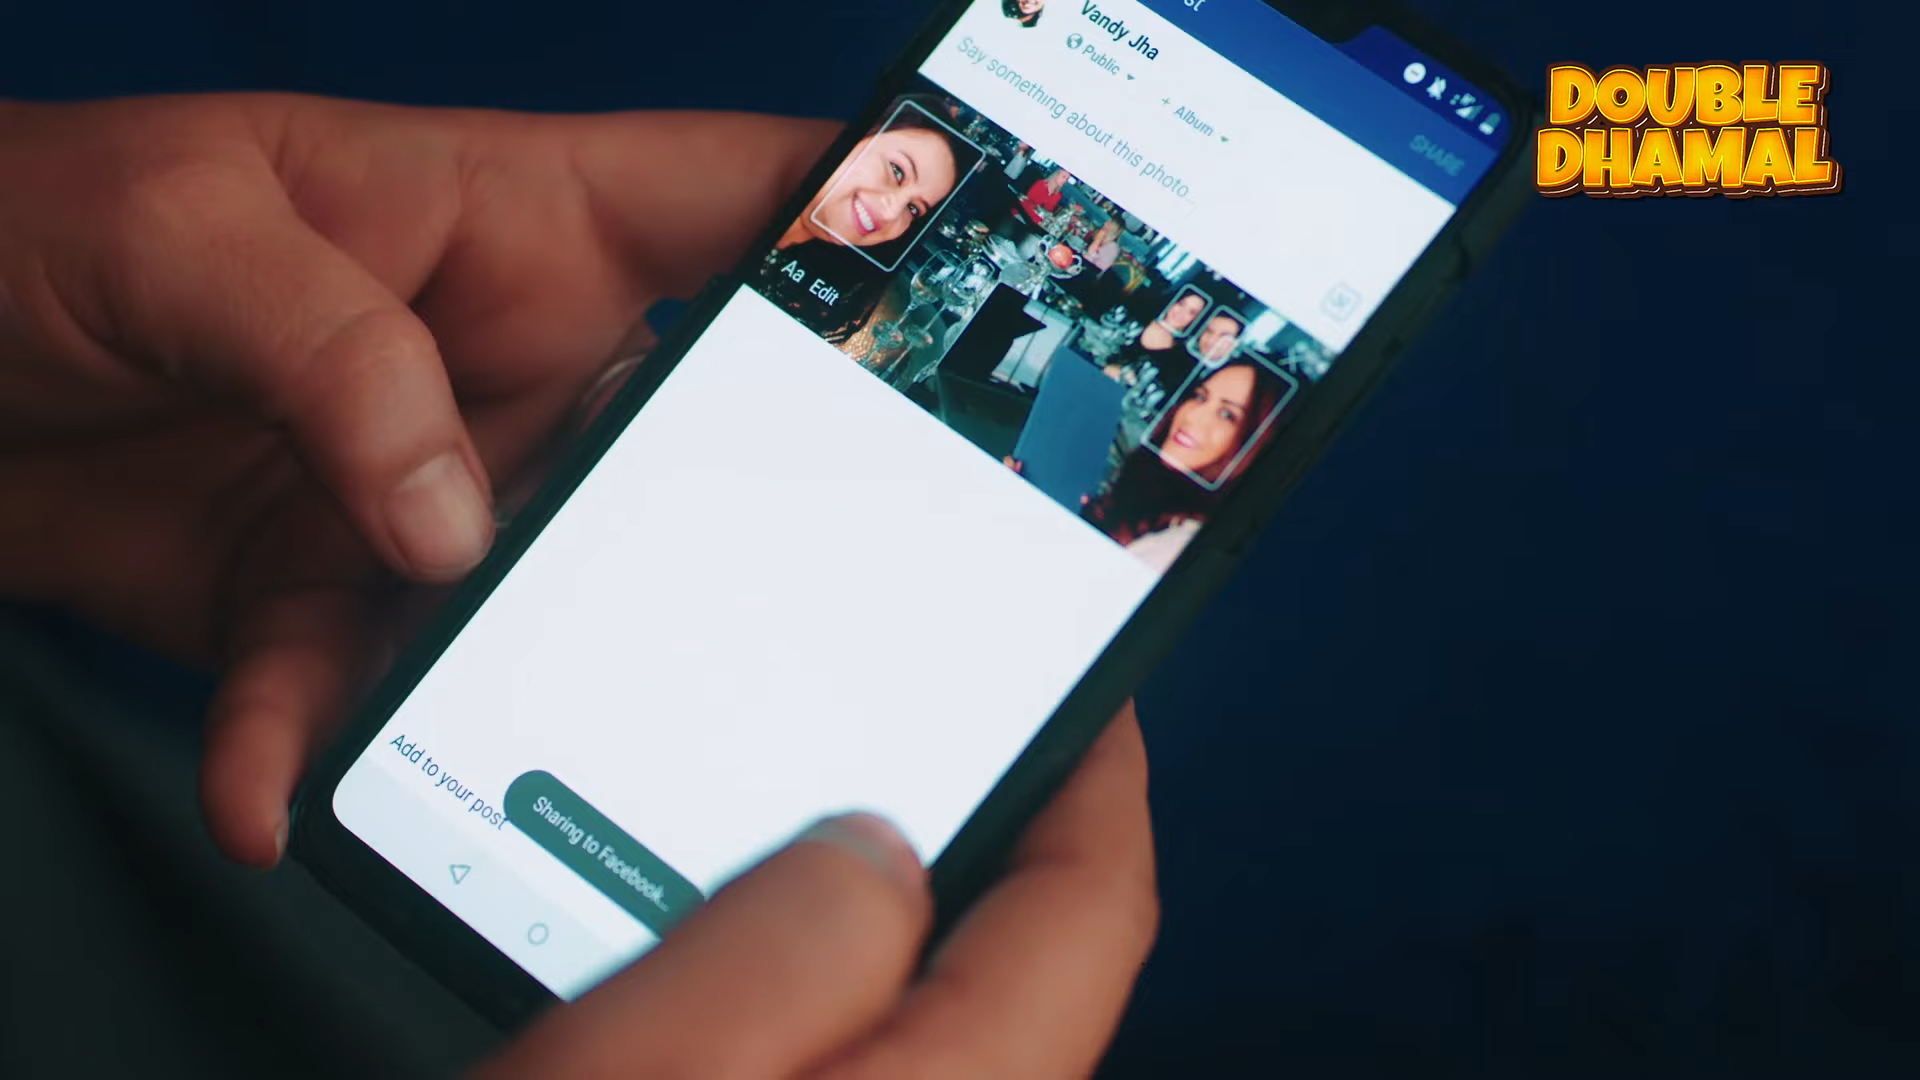 st
Vandy Jha
Public
+ Album
SHARE
Say something about this photo...
Aa Edit
Add to your post
Sharing to Facebook...
DOUBLE
DHAMAL